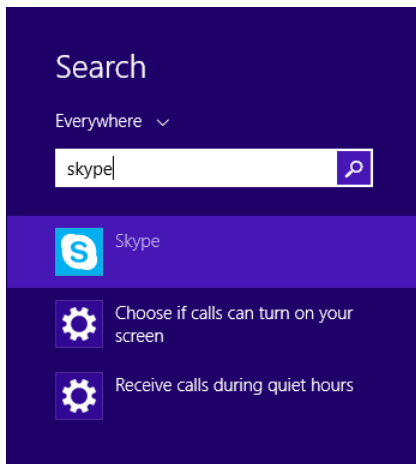 Search
Everywhere
skype
Skype
Choose if calls can turn on your
screen
Receive calls during quiet hours